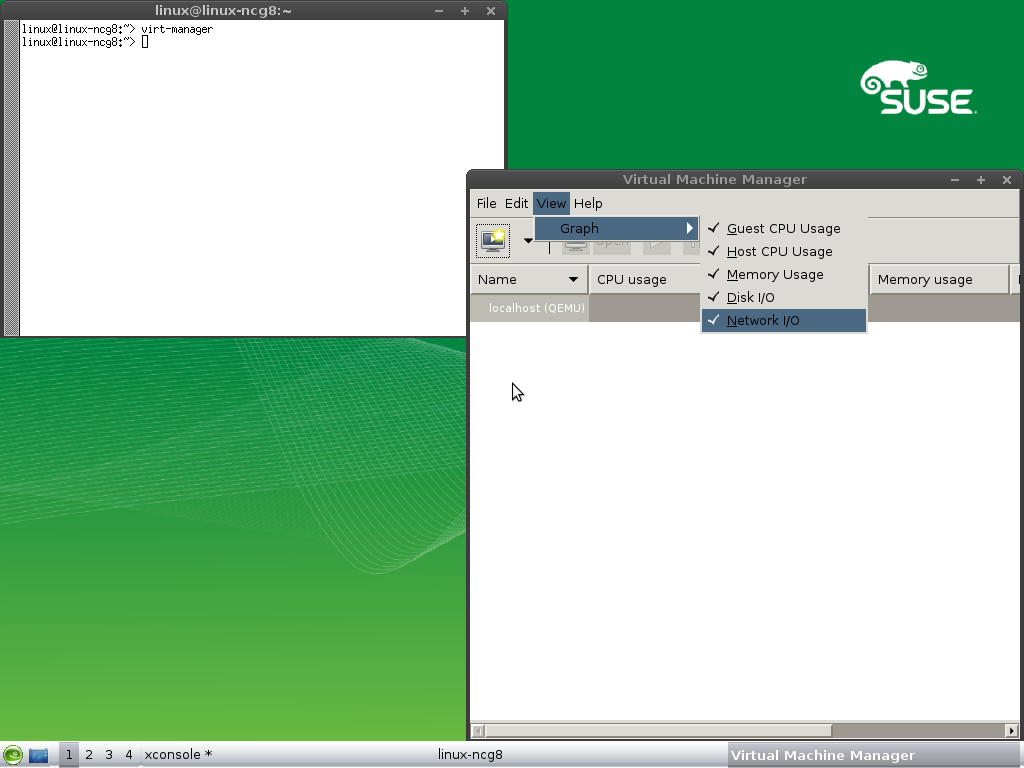 linux@linux-ncg8:~
linux@linux-ncg8:~> virt-manager
linux@linux-ncg8:~>
SUSE
Virtual Machine Manager
File Edit View Help
Graph
Open
Guest CPU Usage
Host CPU Usage
Memory Usage
Disk I/O
Network I/O
Name CPU usage Memory usage
localhost (QEMU)
1 2 3 4 xconsole * linux-ncg8 Virtual Machine Manager